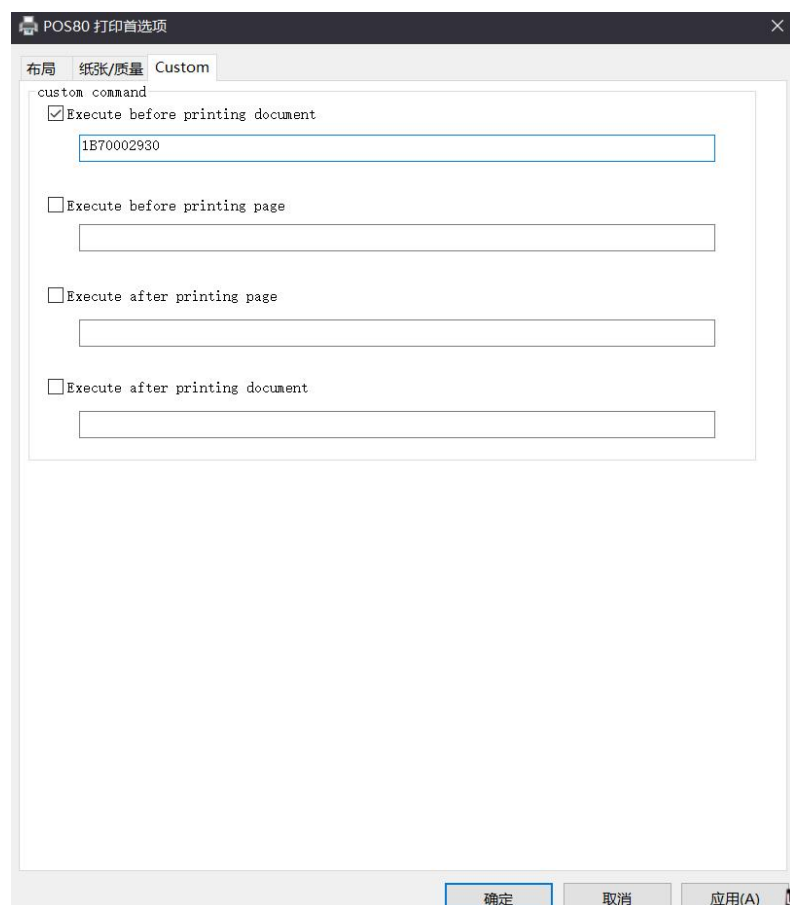 POS80 打印首选项
布局 纸张/质量 Custom
custom command
Execute before printing document
1B70002930
Execute before printing page
Execute after printing page
Execute after printing document
确定 取消 应用(A)